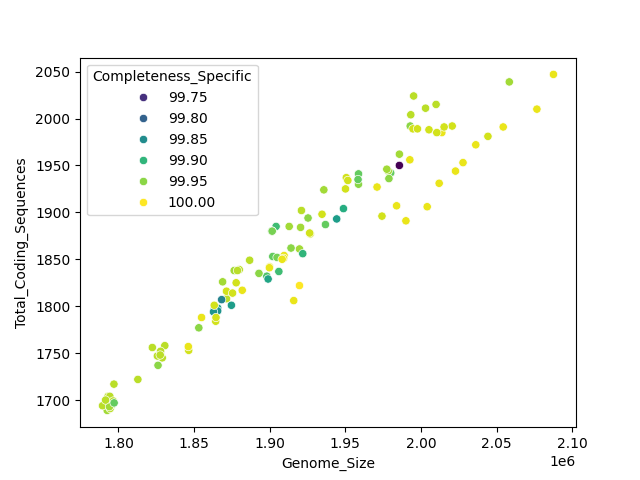 Completeness_Specific
99.75
99.80
99.85
99.90
99.95
100.00
Total_Coding_Sequences
2050
2000
1950
1900
1850
1800
1750
1700
1.80 1.85 1.90 1.95 2.00 2.05 2.10
Genome_Size
1e6